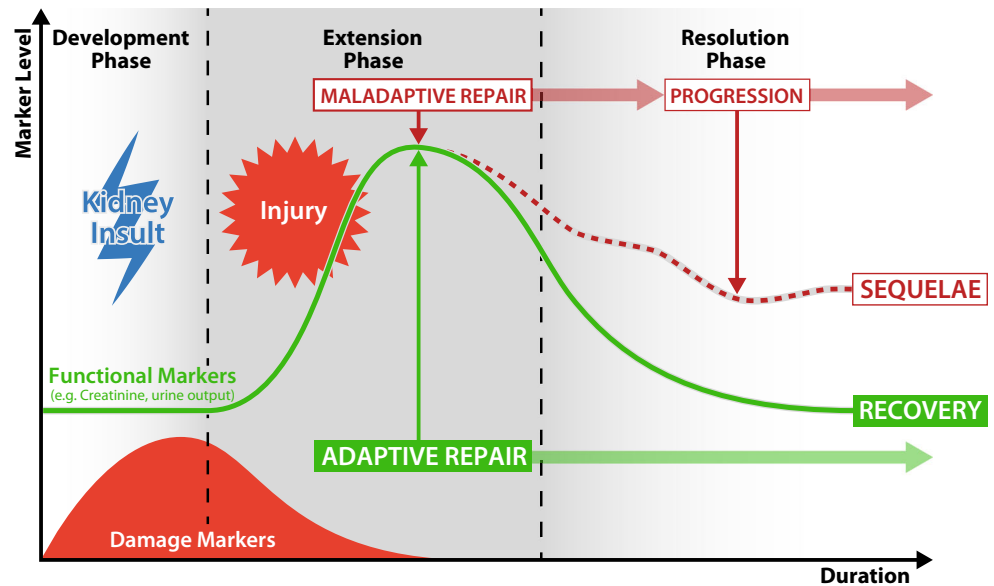 Marker Level
Development
Phase
Extension
Phase
Resolution
Phase
MALADAPTIVE REPAIR
PROGRESSION
Kidney
Insult
Injury
SEQUELAE
Functional Markers
(e.g. Creatinine, urine output)
RECOVERY
ADAPTIVE REPAIR
Damage Markers
Duration